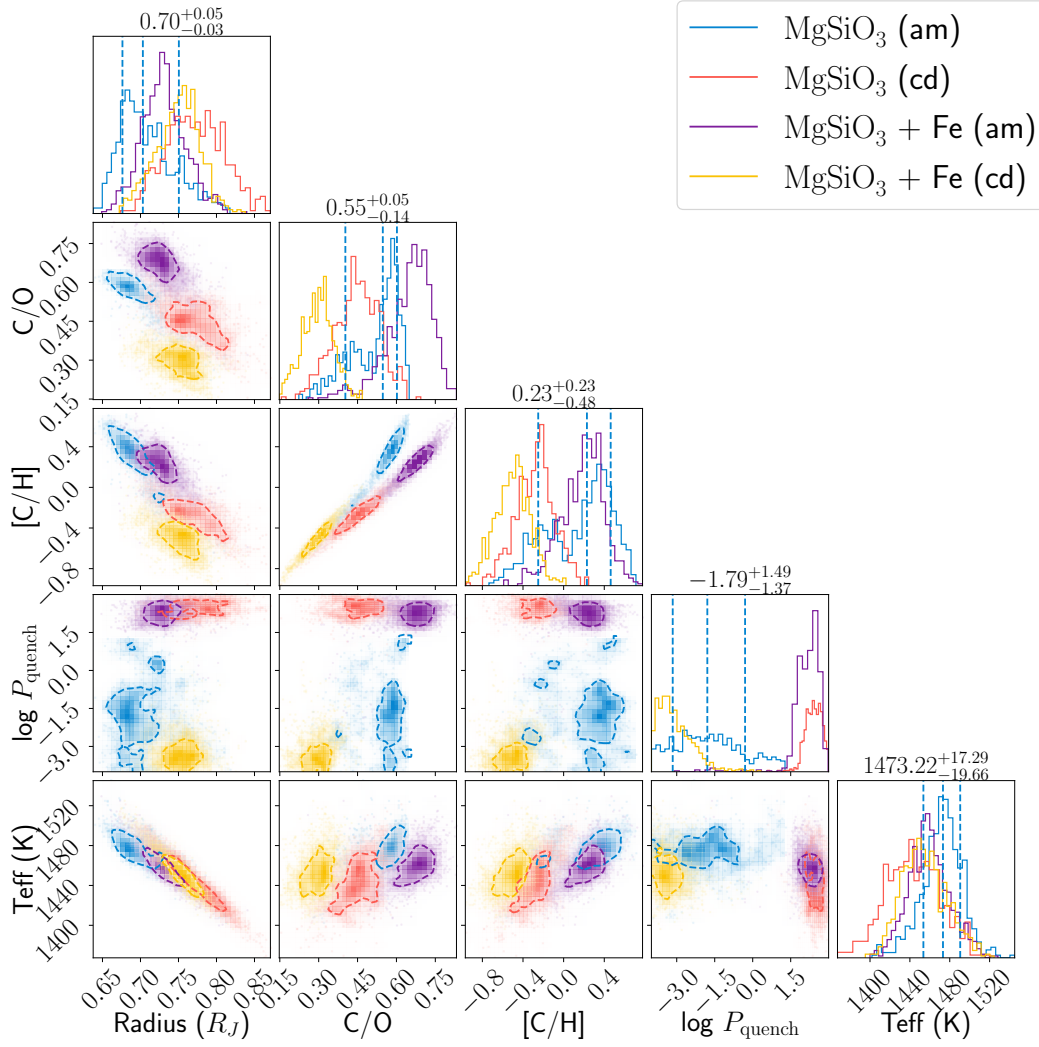 0.70^{+0.05}_{-0.03}
MgSiO₃ (am)
MgSiO₃ (cd)
MgSiO₃ + Fe (am)
MgSiO₃ + Fe (cd)
0.55^{+0.05}_{-0.14}
C/O
0.75
0.60
0.45
0.30
0.15
0.23^{+0.23}_{-0.48}
[C/H]
0.4
0.0
−0.4
−0.8
−1.79^{+1.49}_{-1.37}
log P_quench
1.5
0.0
−1.5
−3.0
1473.22^{+17.29}_{-19.66}
Teff (K)
1520
1480
1440
1400
0.65 0.70 0.75 0.80 0.85 0.15 0.30 0.45 0.60 0.75 −0.8 −0.4 0.0 0.4 −3.0 −1.5 0.0 1.5 1400 1440 1480 1520
Radius (R_J) C/O [C/H] log P_quench Teff (K)